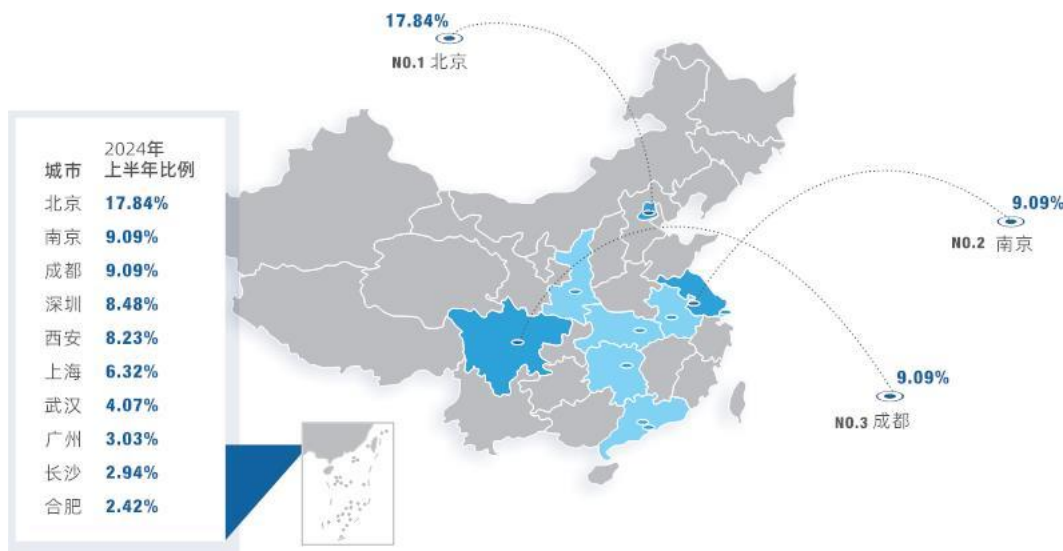 17.84%
NO.1 北京
2024年
城市 上半年比例
北京 17.84%
南京 9.09%
成都 9.09%
深圳 8.48%
西安 8.23%
上海 6.32%
武汉 4.07%
广州 3.03%
长沙 2.94%
合肥 2.42%
9.09%
NO.2 南京
9.09%
NO.3 成都